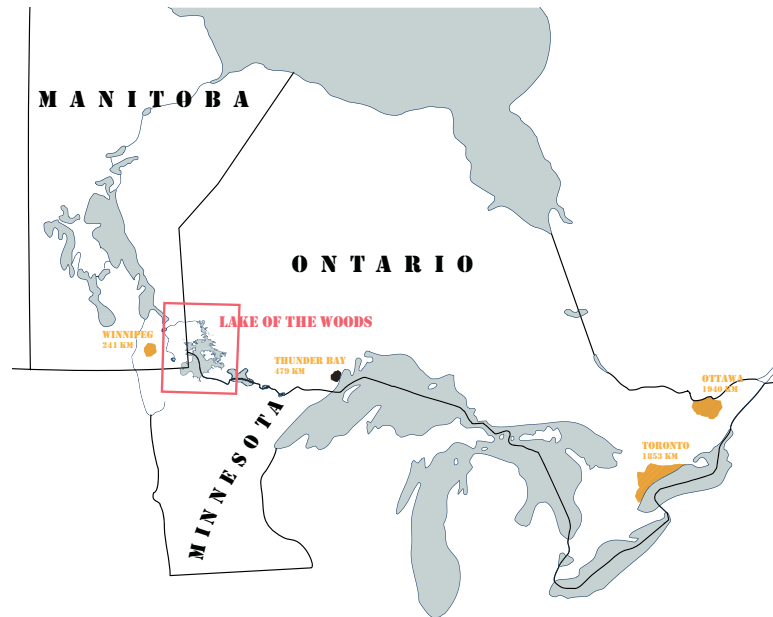 MANITOBA
ONTARIO
LAKE OF THE WOODS
WINNIPEG
241 KM
THUNDER BAY
479 KM
OTTAWA
1940 KM
MINNESOTA
TORONTO
1853 KM